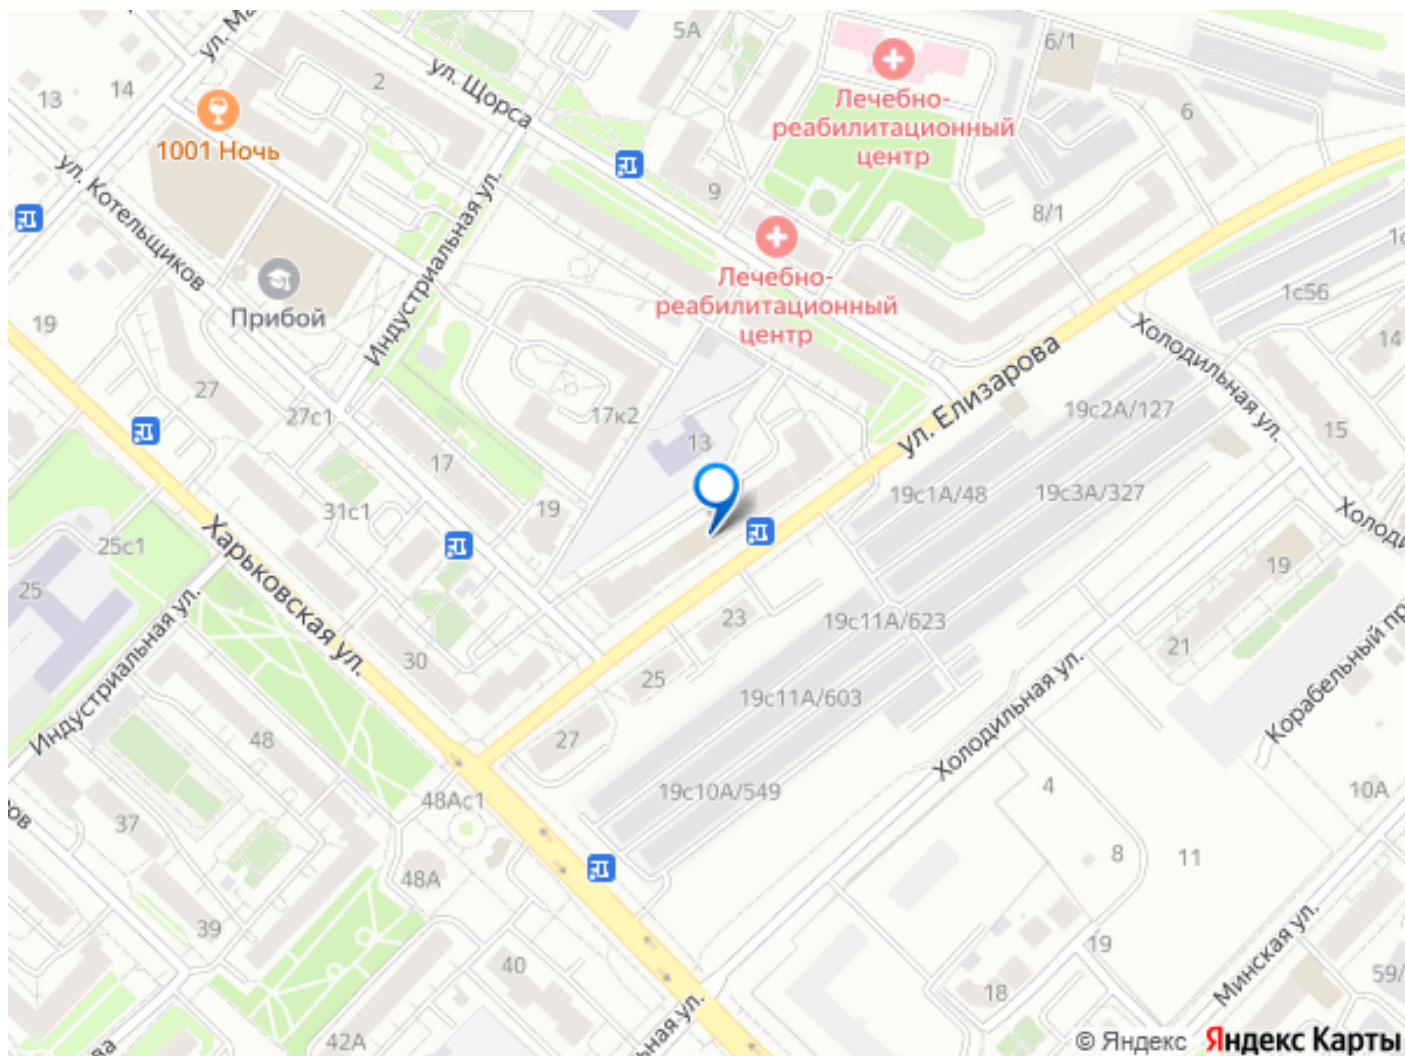 5А
6/1
ул. Щорса
2
14
13
1001 Ночь
Лечебно-
реабилитационный
центр
6
9
8/1
ул. Котельщиков
Индустриальная ул.
Прибой
Лечебно-
реабилитационный
центр
1с56
19
Холодильная ул.
14
27
27с1
17к2
ул. Елизарова
19с2А/127
15
13
17
19с1А/48
19с3А/327
31с1
19
Харьковская ул.
25с1
25
19
Индустриальная ул.
23
19с11А/623
21
30
25
19с11А/603
Холодильная ул.
48
27
48Ас1
19с10А/549
4
10А
37
8
11
48А
39
19
Минская ул.
40
18
59/
42А
© Яндекс Яндекс Карты